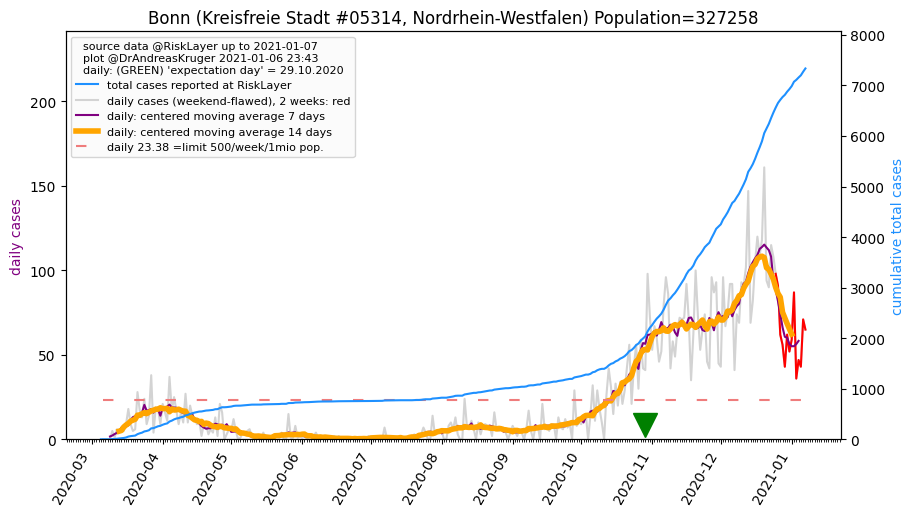 Bonn (Kreisfreie Stadt #05314, Nordrhein-Westfalen) Population=327258
source data @RiskLayer up to 2021-01-07
plot @DrAndreasKruger 2021-01-06 23:43
daily: (GREEN) 'expectation day' = 29.10.2020
total cases reported at RiskLayer
daily cases (weekend-flawed), 2 weeks: red
daily: centered moving average 7 days
daily: centered moving average 14 days
daily 23.38 =limit 500/week/1mio pop.
daily cases
200
150
100
50
0
cumulative total cases
8000
7000
6000
5000
4000
3000
2000
1000
0
2020-03
2020-04
2020-05
2020-06
2020-07
2020-08
2020-09
2020-10
2020-11
2020-12
2021-01